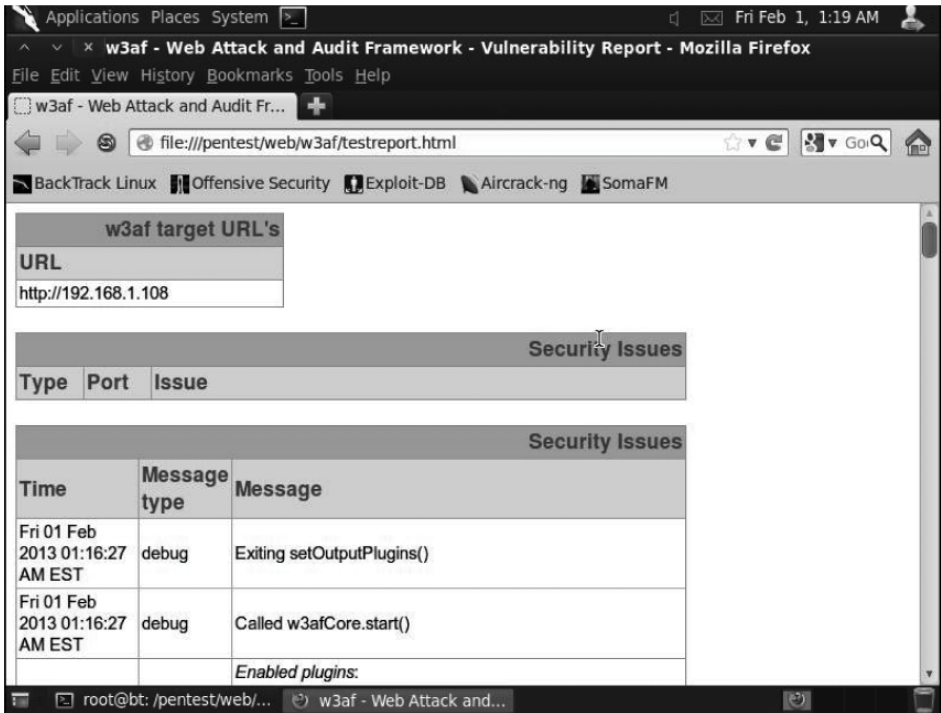 Applications Places System
Fri Feb 1, 1:19 AM
w3af - Web Attack and Audit Framework - Vulnerability Report - Mozilla Firefox
File Edit View History Bookmarks Tools Help
w3af - Web Attack and Audit Fr...
file:///pentest/web/w3af/testreport.html
BackTrack Linux Offensive Security Exploit-DB Aircrack-ng SomaFM
w3af target URL's
URL
http://192.168.1.108
Security Issues
Type Port Issue
Security Issues
Time Message type Message
Fri 01 Feb 2013 01:16:27 AM EST debug Exiting setOutputPlugins()
Fri 01 Feb 2013 01:16:27 AM EST debug Called w3afCore.start()
Enabled plugins:
root@bt: /pentest/web/... w3af - Web Attack and...